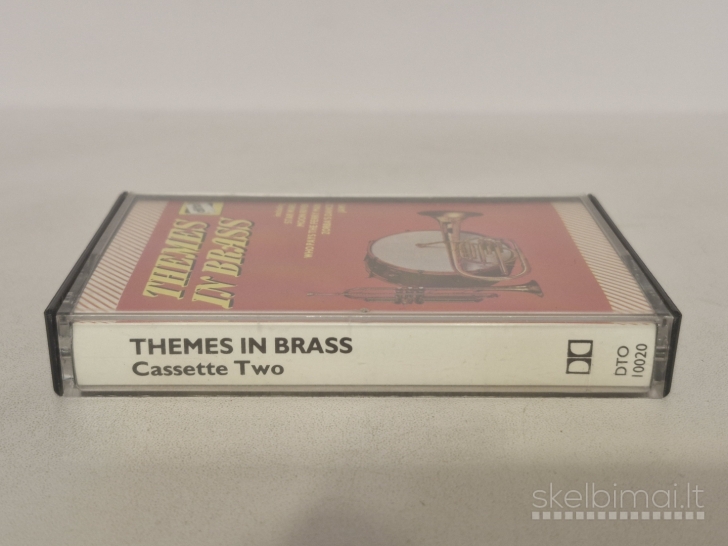 THEMES
IN BRASS
THEMES IN BRASS
Cassette Two
DTO
10020
skelbimai.lt